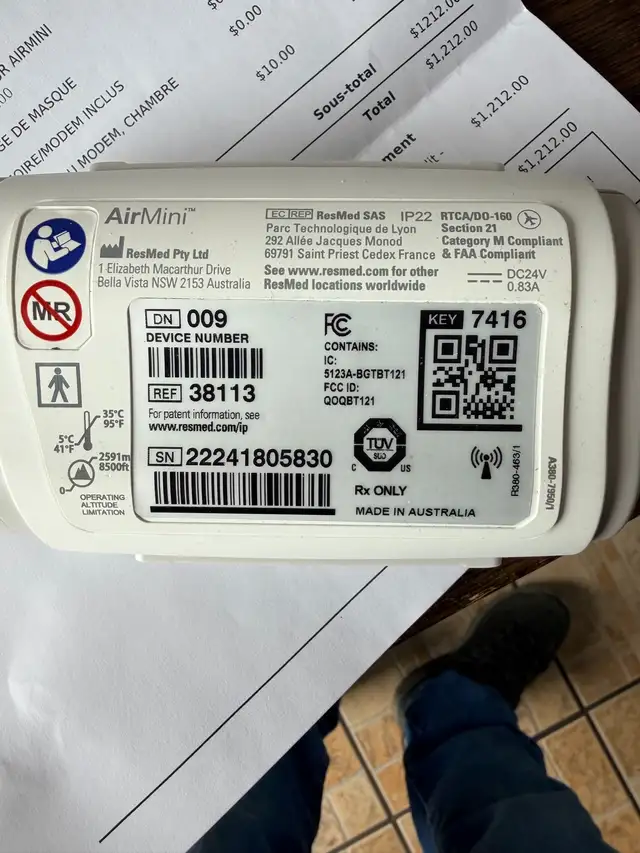 OR AIRMINI
$0.00
$0.00
SE DE MASQUE
$10.00
OIRE/MODEM INCLUS
U MODEM, CHAMBRE
Sous-total
$1212.00
Total
$1,212.00
$1,212.00
$1,212.00
AirMini™
ResMed Pty Ltd
1 Elizabeth Macarthur Drive
Bella Vista NSW 2153 Australia
EC REP ResMed SAS
Parc Technologique de Lyon
292 Allée Jacques Monod
69791 Saint Priest Cedex France
See www.resmed.com for other
ResMed locations worldwide
IP22
RTCA/DO-160
Section 21
Category M Compliant
& FAA Compliant
DC24V
0.83A
MR
DN 009
DEVICE NUMBER
REF 38113
For patent information, see
www.resmed.com/ip
SN 22241805830
FCC
CONTAINS:
IC:
5123A-BGTBT121
FCC ID:
QOQBT121
TÜV
SÜD
C US
Rx ONLY
MADE IN AUSTRALIA
KEY 7416
R380-463/1
A380-7950/1
35°C
95°F
5°C
41°F
2591m
8500ft
0
OPERATING
ALTITUDE
LIMITATION